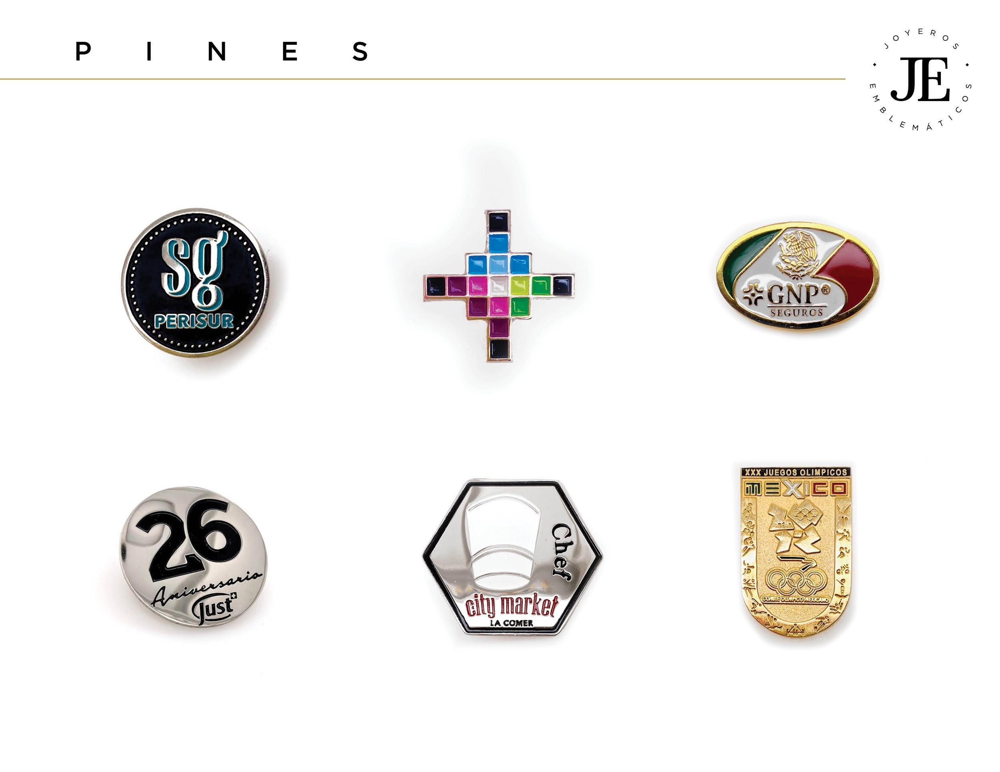 P I N E S
JOYEROS
JE
EMBLEMÁTICOS
sg
PERISUR
GNP®
SEGUROS
26
Aniversario
Just
Chef
city market
LA COMER
XXX JUEGOS OLIMPICOS
MEXICO
COMITE OLIMPICO MEXICANO